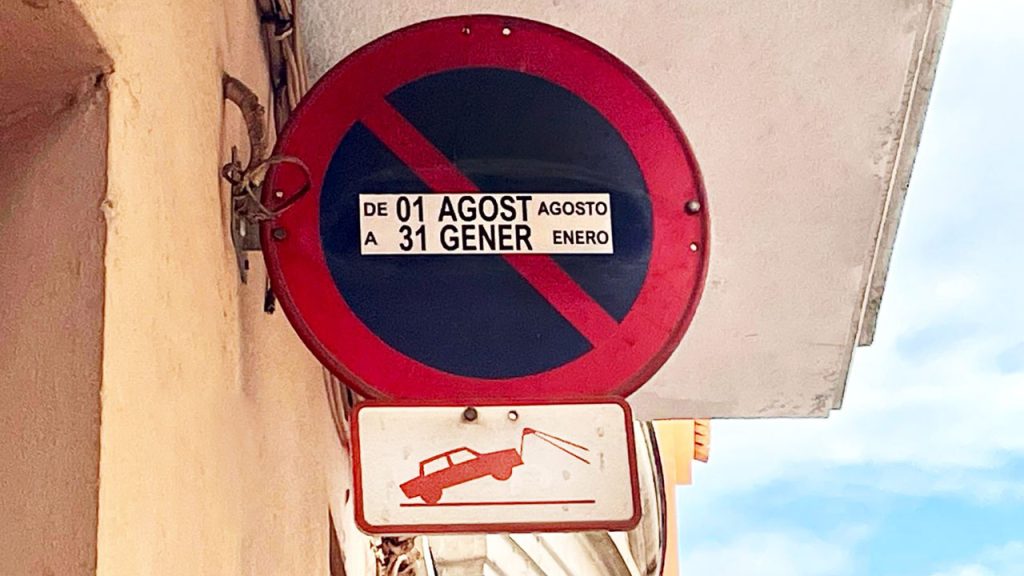 DE 01 AGOST AGOSTO
A 31 GENER ENERO